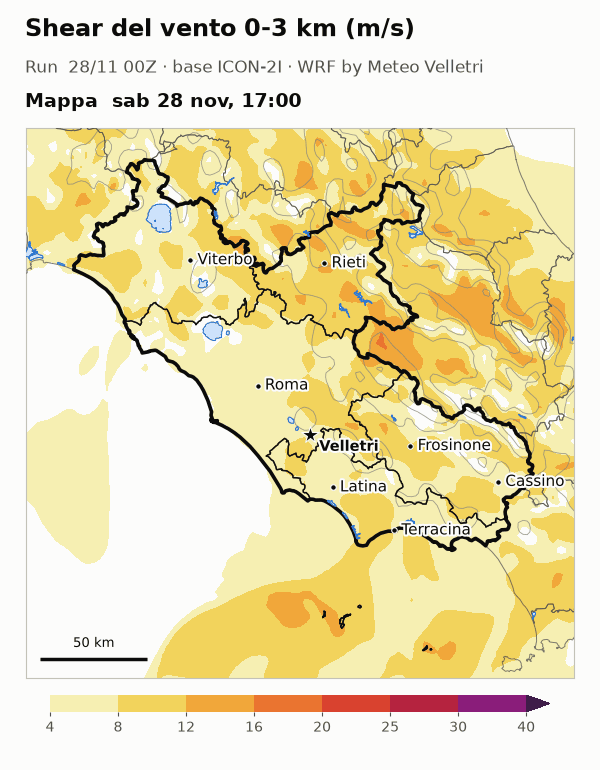 Shear del vento 0-3 km (m/s)
Run  28/11 00Z · base ICON-2I · WRF by Meteo Velletri
Mappa  sab 28 nov, 17:00
Viterbo
Rieti
Roma
Velletri
Frosinone
Cassino
Latina
Terracina
50 km
4 8 12 16 20 25 30 40